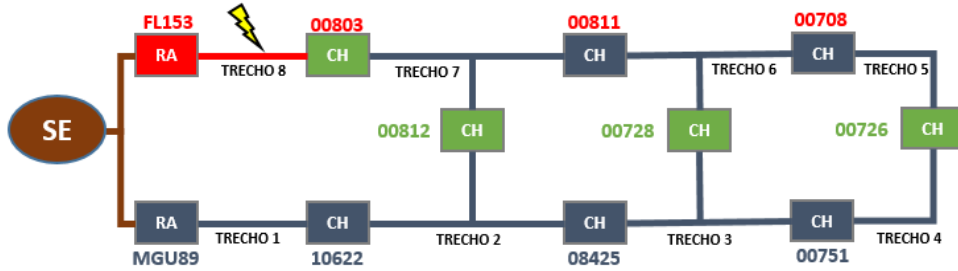 FL153
00803
00811
00708
RA
CH
CH
CH
TRECHO 8
TRECHO 7
TRECHO 6
TRECHO 5
SE
00812
CH
00728
CH
00726
CH
RA
CH
CH
CH
TRECHO 1
TRECHO 2
TRECHO 3
TRECHO 4
MGU89
10622
08425
00751